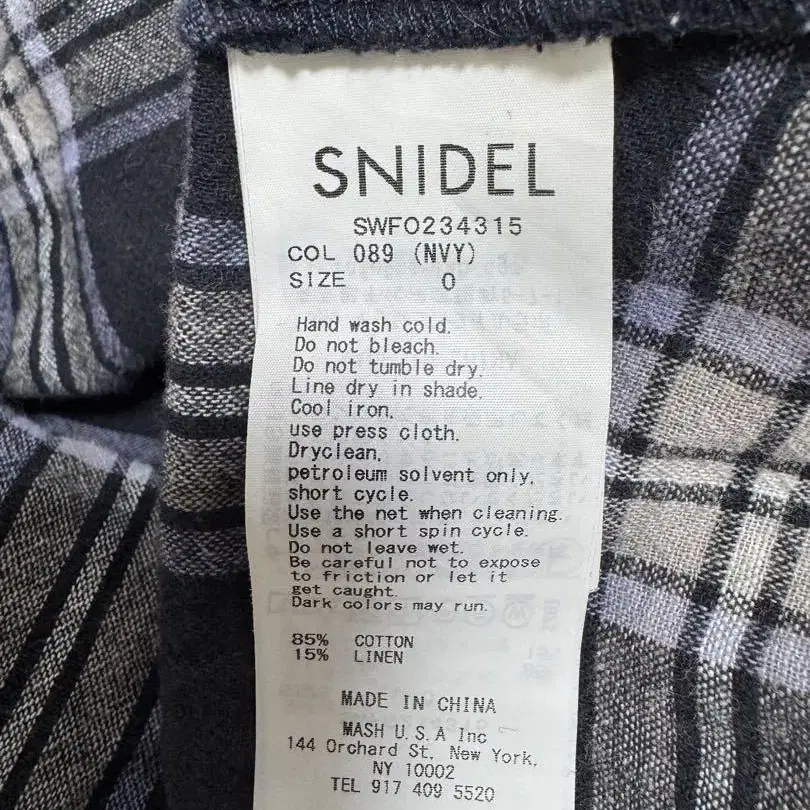 SNIDEL
SWFO234315
COL 089 (NVY)
SIZE 0
Hand wash cold.
Do not bleach.
Do not tumble dry.
Line dry in shade.
Cool iron.
use press cloth.
Dryclean.
petroleum solvent only.
short cycle.
Use the net when cleaning.
Use a short spin cycle.
Do not leave wet.
Be careful not to expose
to friction or let it
get caught.
Dark colors may run.
85% COTTON
15% LINEN
MADE IN CHINA
MASH U.S.A Inc
144 Orchard St, New York.
NY 10002
TEL 917 409 5520